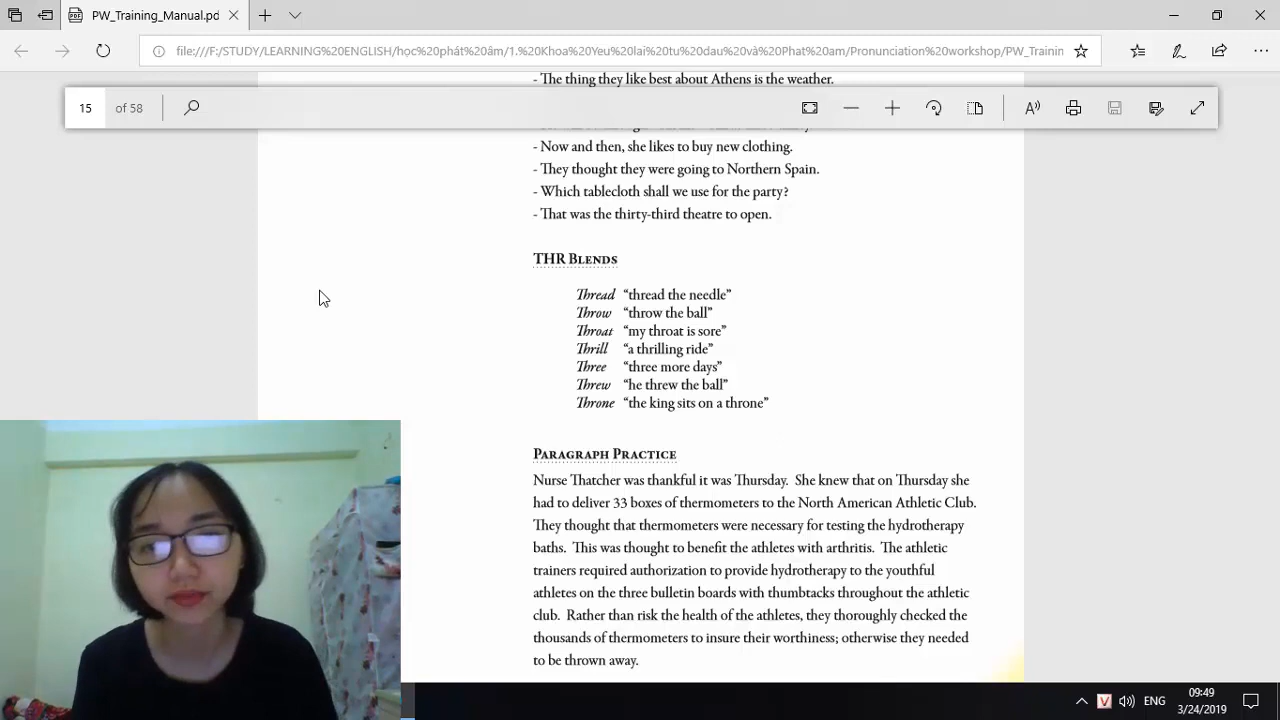 PW_Training_Manual.pd
file:///F:/STUDY/LEARNING%20ENGLISH/học%20phát%20âm/1.%20Khoa%20Yeu%20lai%20tu%20dau%20và%20Phat%20am/Pronunciation%20workshop/PW_Trainin
- The thing they like best about Athens is the weather.
15 of 58
- Now and then, she likes to buy new clothing.
- They thought they were going to Northern Spain.
- Which tablecloth shall we use for the party?
- That was the thirty-third theatre to open.
THR Blends
Thread “thread the needle”
Throw “throw the ball”
Throat “my throat is sore”
Thrill “a thrilling ride”
Three “three more days”
Threw “he threw the ball”
Throne “the king sits on a throne”
Paragraph Practice
Nurse Thatcher was thankful it was Thursday. She knew that on Thursday she
had to deliver 33 boxes of thermometers to the North American Athletic Club.
They thought that thermometers were necessary for testing the hydrotherapy
baths. This was thought to benefit the athletes with arthritis. The athletic
trainers required authorization to provide hydrotherapy to the youthful
athletes on the three bulletin boards with thumbtacks throughout the athletic
club. Rather than risk the health of the athletes, they thoroughly checked the
thousands of thermometers to insure their worthiness; otherwise they needed
to be thrown away.
V ENG
09:49
3/24/2019